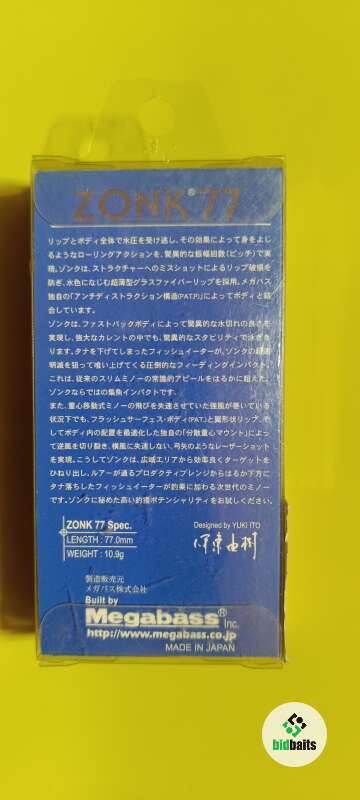 ZONK®77
リップとボディ全体で水圧を受け逃し、その効果によって身をよじ
るようなローリングアクションを、驚異的な振幅回数(ピッチ)で実
現。ゾンクは、ストラクチャーへのミスショットによるリップ破損を
防ぎ、水色になじむ超薄型グラスファイバーリップを採用。メガバス
独自の「アンチディストラクション構造(PAT.P)」によってボディと結
合しています。
ゾンクは、ファストバックボディによって驚異的な水切れの良さを
実現し、強大なカレントの中でも、驚異的なスタビリティで泳ぎき
ります。タナを下げてしまったフィッシュイーターが、ゾンクの
明滅を狙って喰い上げてくる圧倒的なフィーディングインパクト。
これは、従来のスリムミノーの常識的アピールをはるかに超えた、
ゾンクならではの集魚インパクトです。
また、重心移動式ミノーの飛びを失速させていた強風が巻いている
状況下でも、フラッシュサーフェス・ボディ(PAT.)と異形状リップ、そ
してボディ内の配置を最適化した独自の「分散重心マウント」によっ
て逆風を切り裂き、横風に失速しない、弓矢のようなレーザーショット
を実現。こうしてゾンクは、広域エリアから効率良くターゲットを
ひねり出し、ルアーが通るプロダクティブレンジからはるか下方に
タナ落ちしたフィッシュイーターが釣果に加わる次世代のミノー
です。ゾンクに秘めた高い釣獲ポテンシャリティをお試しください。
ZONK 77 Spec.
LENGTH : 77.0mm
WEIGHT : 10.9g
Designed by YUKI ITO
伊東由樹
製造販売元
メガバス株式会社
Built by
Megabass® Inc.
http://www.megabass.co.jp
MADE IN JAPAN
bidbaits